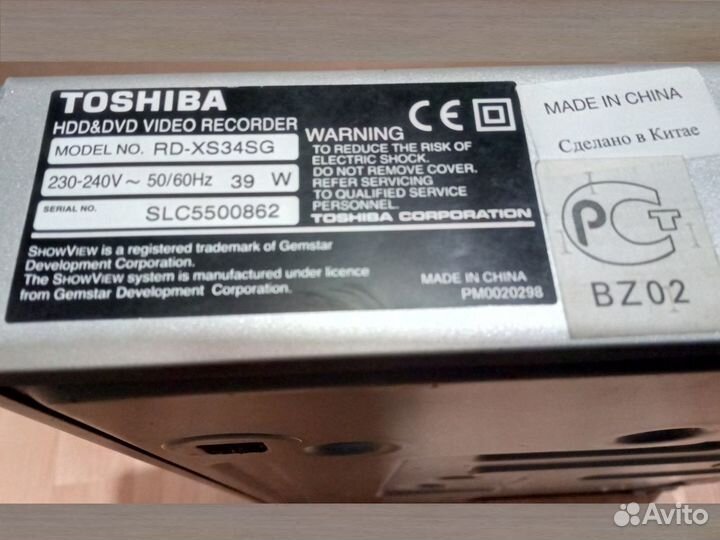 TOSHIBA
HDD&DVD VIDEO RECORDER
MODEL NO. RD-XS34SG
230-240V ~ 50/60Hz 39 W
SERIAL NO. SLC5500862
WARNING
TO REDUCE THE RISK OF
ELECTRIC SHOCK.
DO NOT REMOVE COVER.
REFER SERVICING
TO QUALIFIED SERVICE
PERSONNEL.
TOSHIBA CORPORATION
CE
SHOWVIEW is a registered trademark of Gemstar
Development Corporation.
The SHOWVIEW system is manufactured under licence
from Gemstar Development Corporation.
MADE IN CHINA
PM0020298
MADE IN CHINA
Сделано в Китае
РСТ
BZ02
Avito